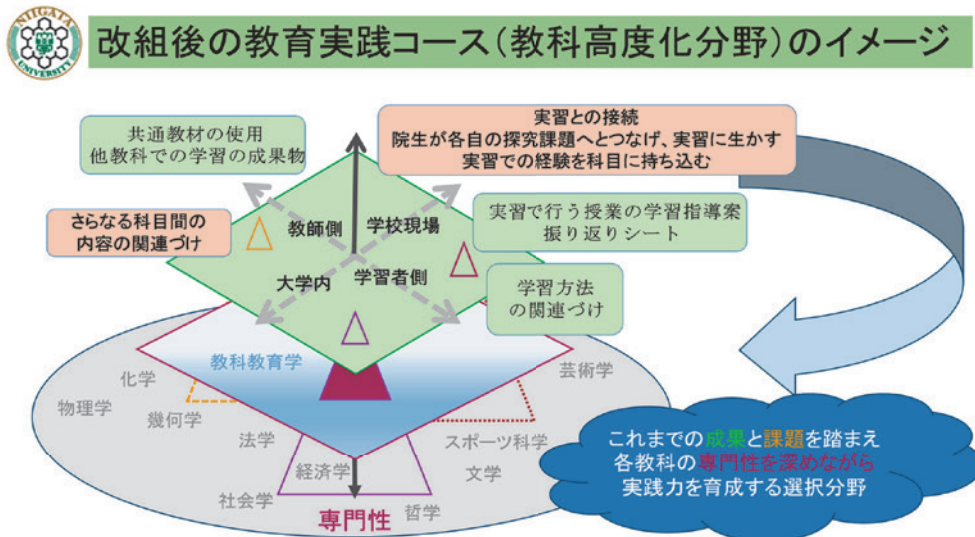 NIIGATA
UNIVERSITY
改組後の教育実践コース（教科高度化分野）のイメージ
共通教材の使用
他教科での学習の成果物
実習との接続
院生が各自の探究課題へとつなげ、実習に生かす
実習での経験を科目に持ち込む
さらなる科目間の
内容の関連づけ
教師側
学校現場
実習で行う授業の学習指導案
振り返りシート
大学内
学習者側
学習方法
の関連づけ
教科教育学
芸術学
化学
物理学
幾何学
法学
スポーツ科学
経済学
文学
社会学
哲学
専門性
これまでの成果と課題を踏まえ
各教科の専門性を深めながら
実践力を育成する選択分野